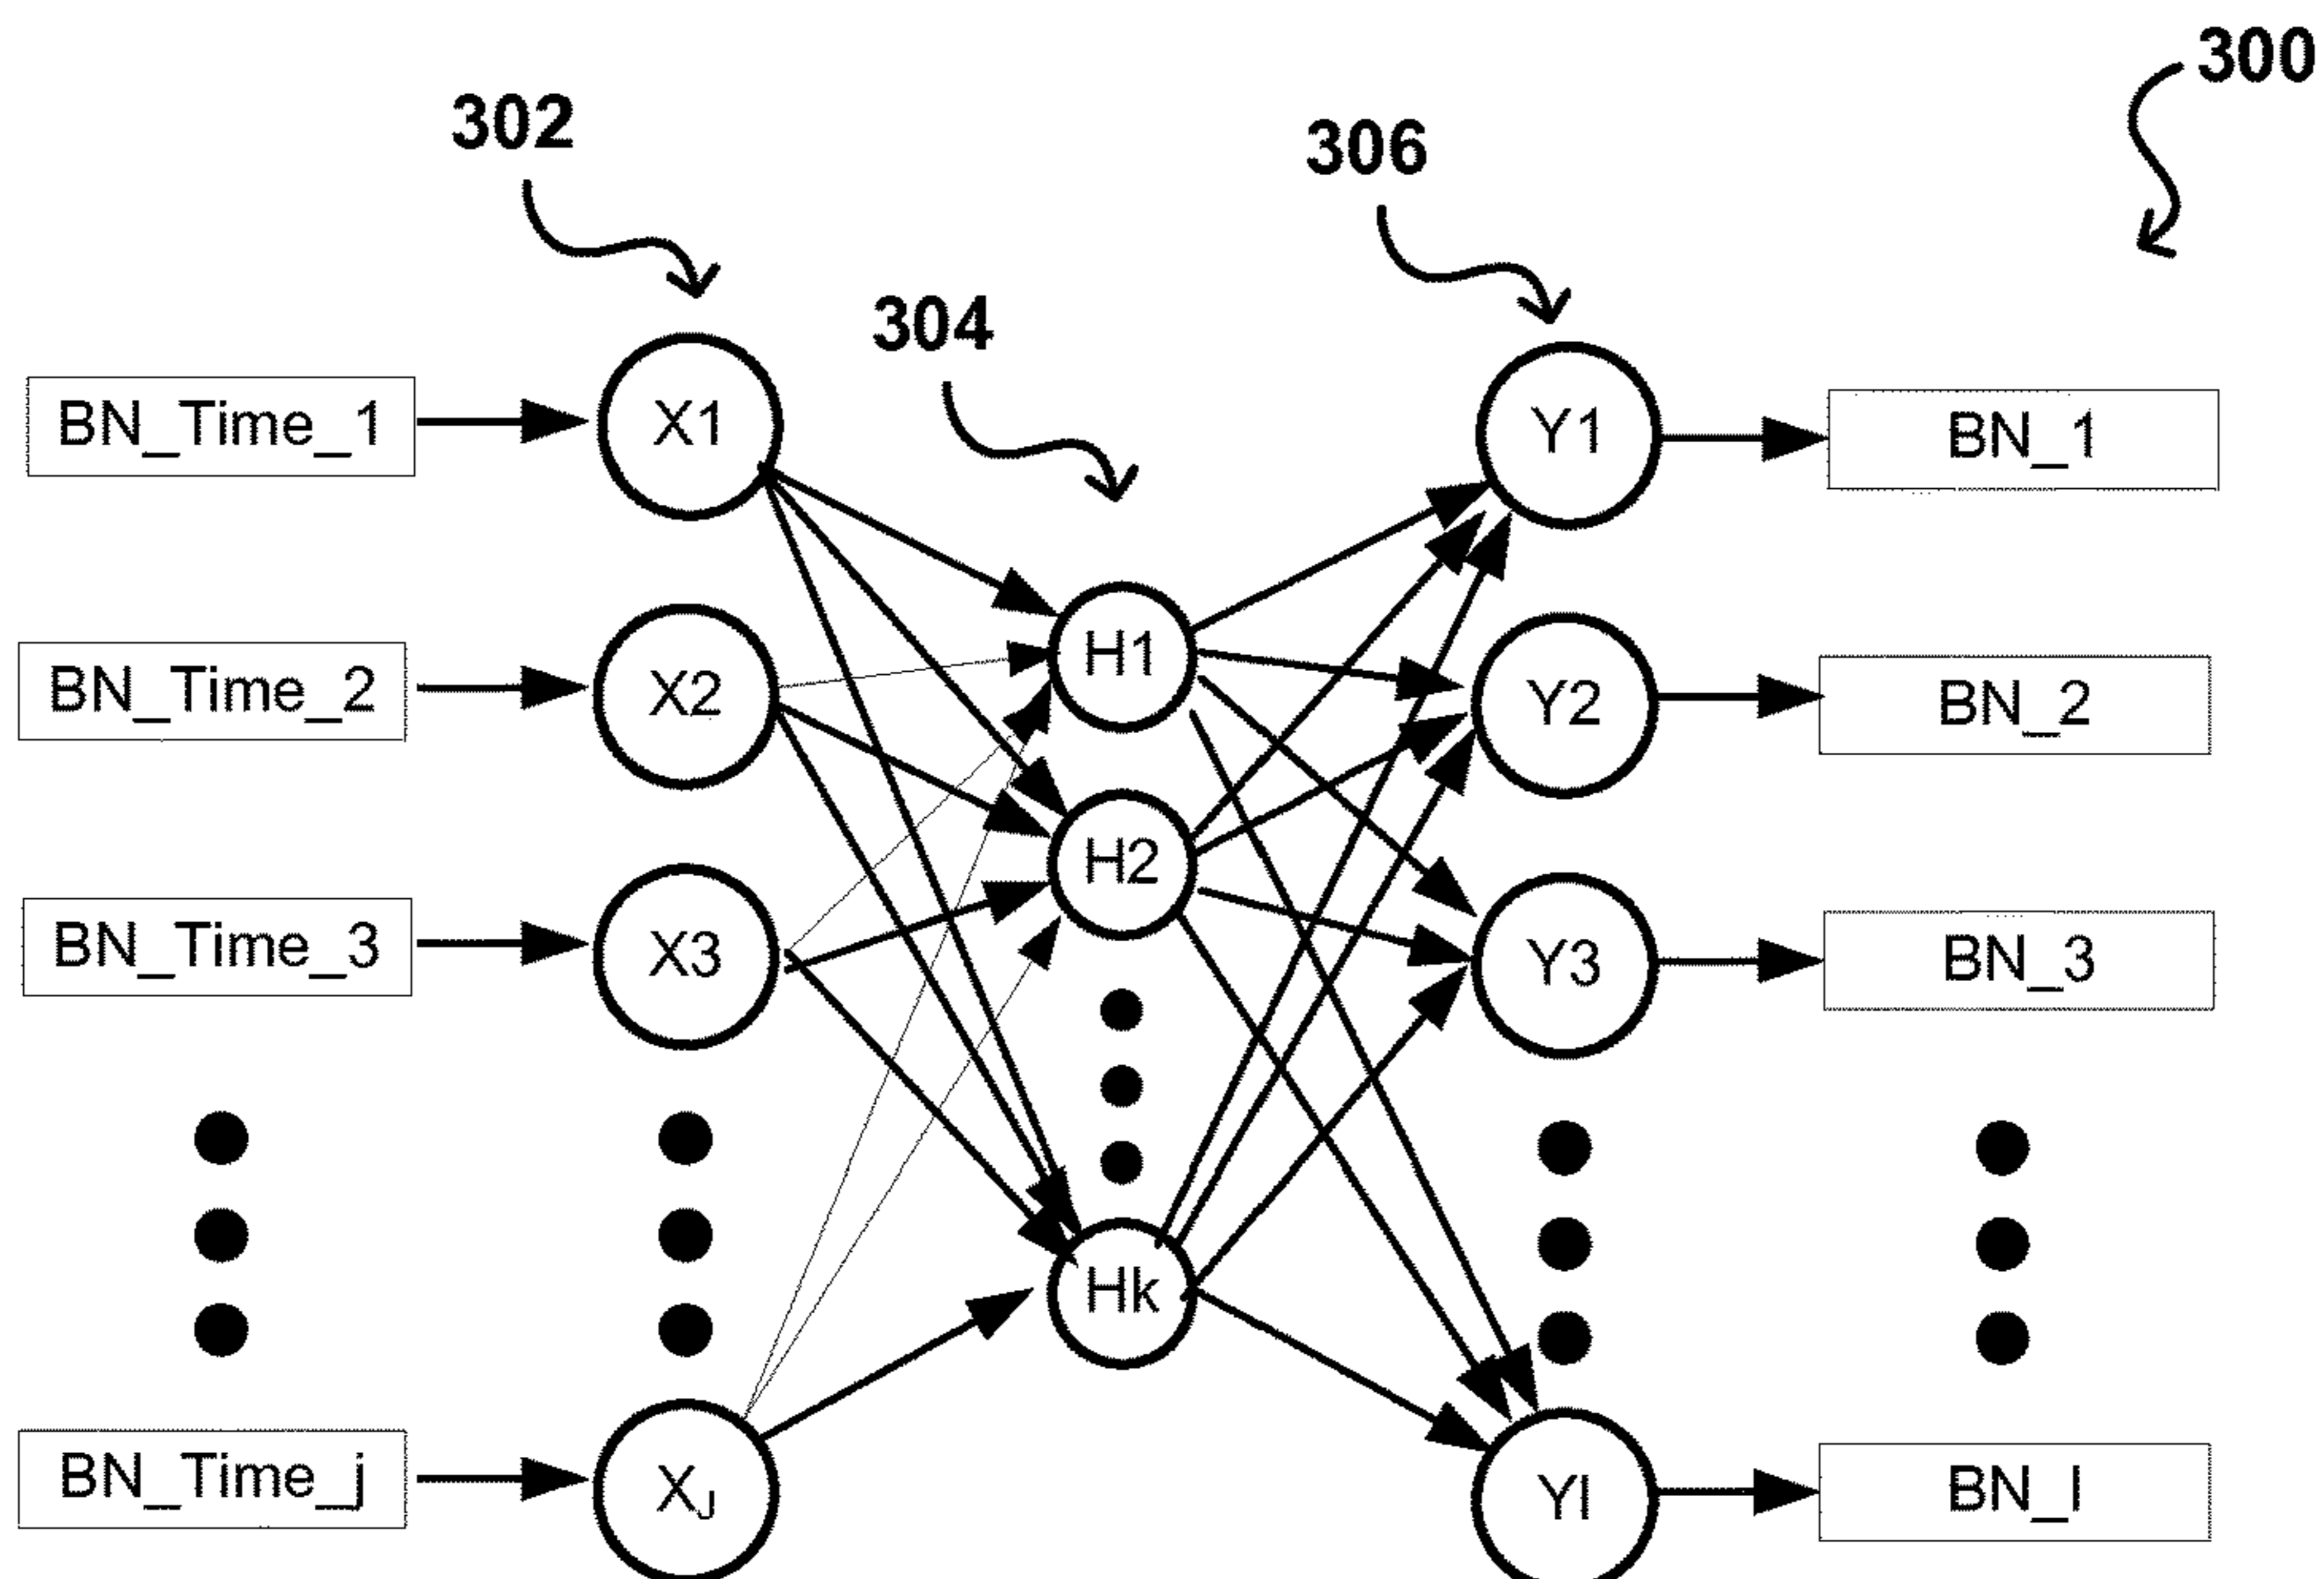 300
302
306
304
BN_Time_1
X1
Y1
BN_1
H1
BN_Time_2
X2
Y2
BN_2
H2
BN_Time_3
X3
Y3
BN_3
Hk
BN_Time_j
XJ
Yl
BN_l